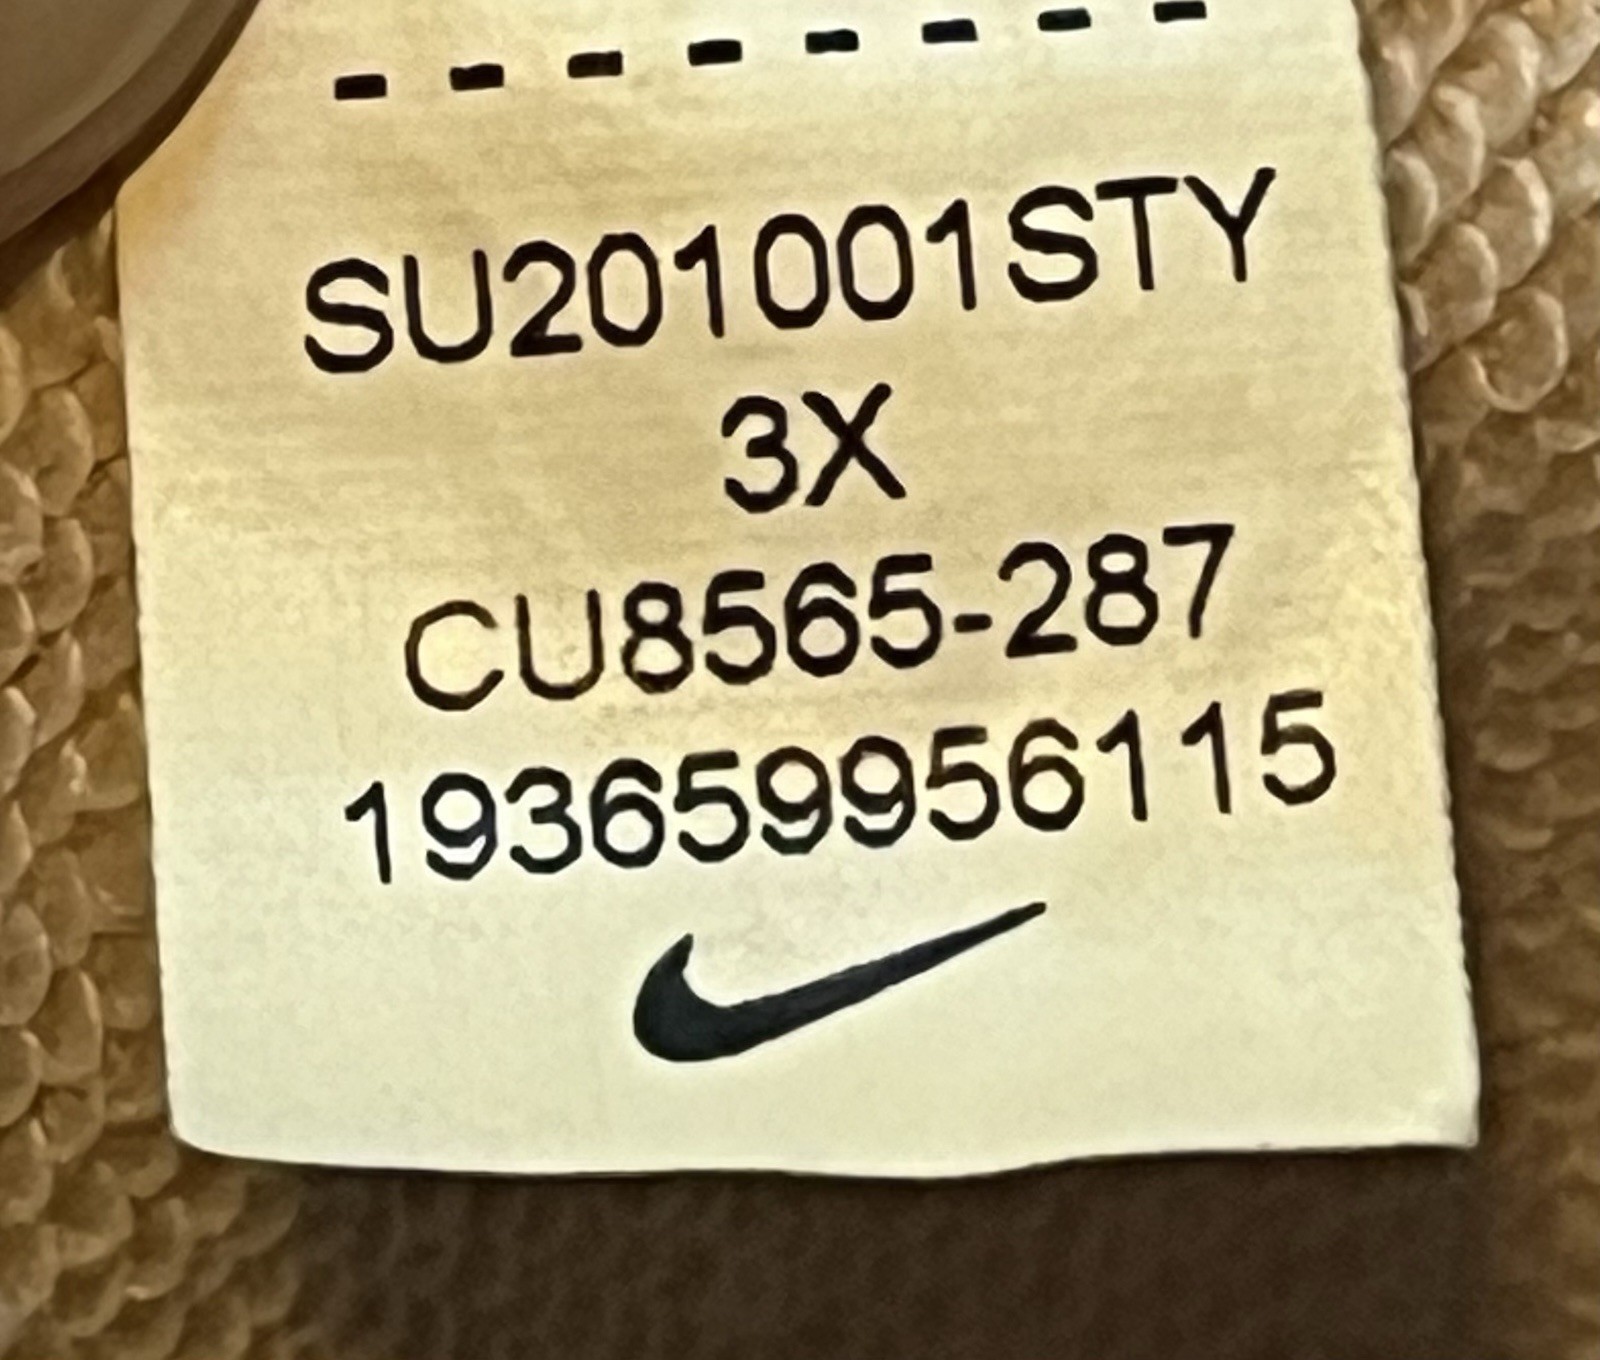 - - - - - - - -
SU201001STY
3X
CU8565-287
193659956115